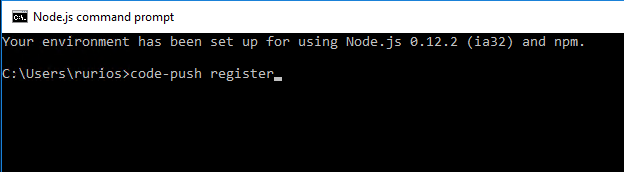 Node.js command prompt
Your environment has been set up for using Node.js 0.12.2 (ia32) and npm.
C:\Users\rurios>code-push register